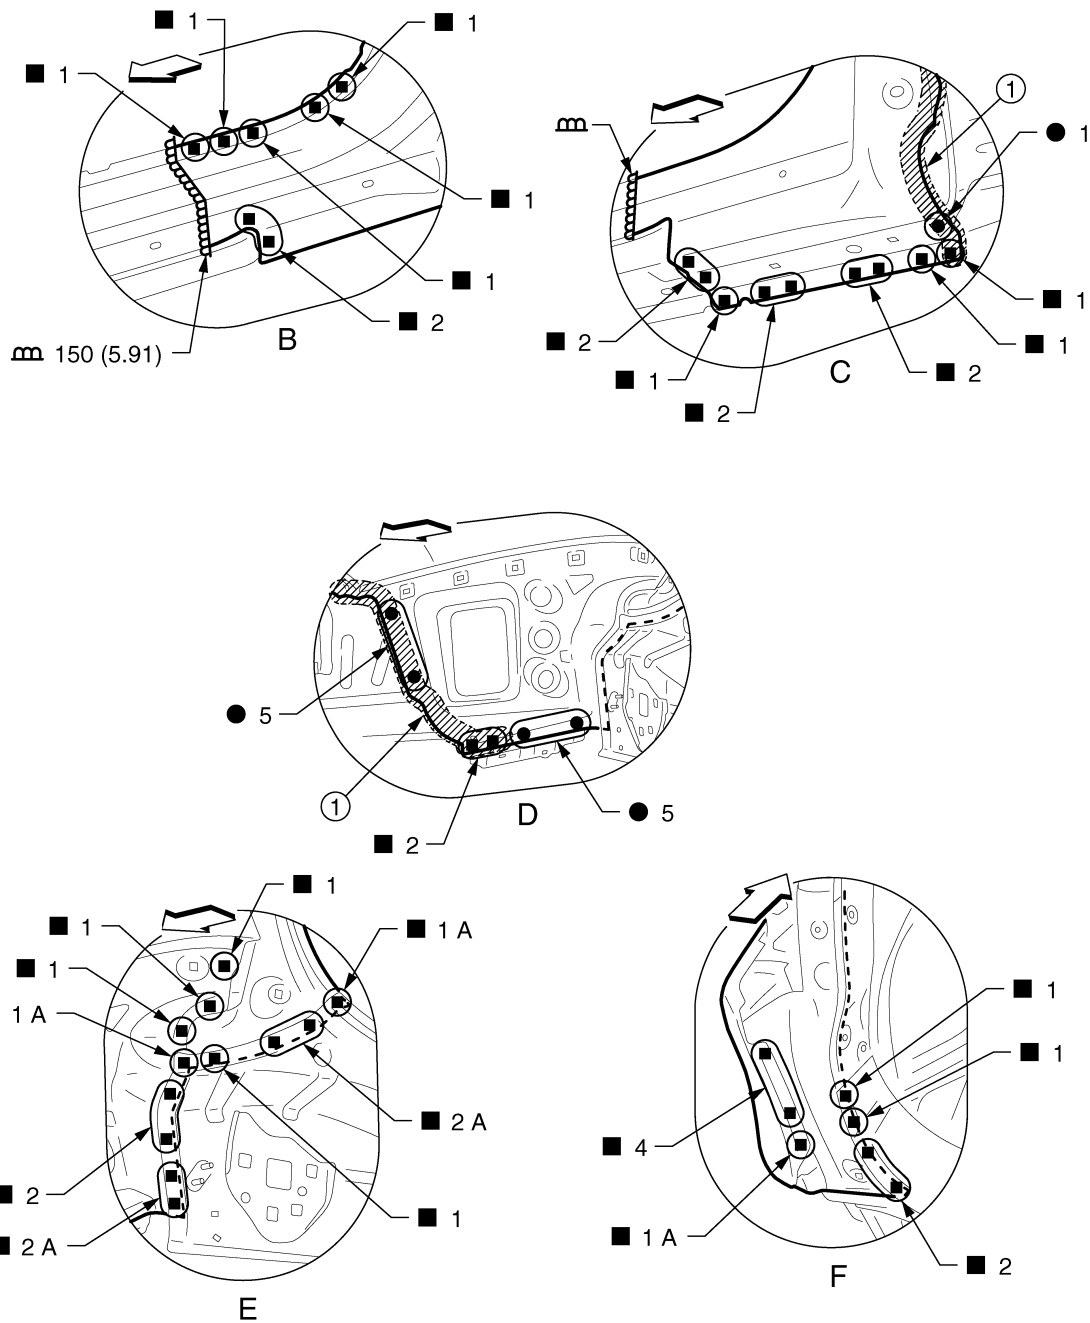 ■ 1
■ 1
■ 1
■ 1
■ 1
■ 2
150 (5.91)
B
1
● 1
■ 1
■ 1
■ 2
■ 1
■ 2
■ 2
C
● 5
1
■ 2
● 5
D
■ 1
■ 1
■ 1
1 A
■ 1 A
■ 2 A
■ 2
■ 2 A
■ 1
E
■ 1
■ 1
■ 4
■ 1 A
■ 2
F